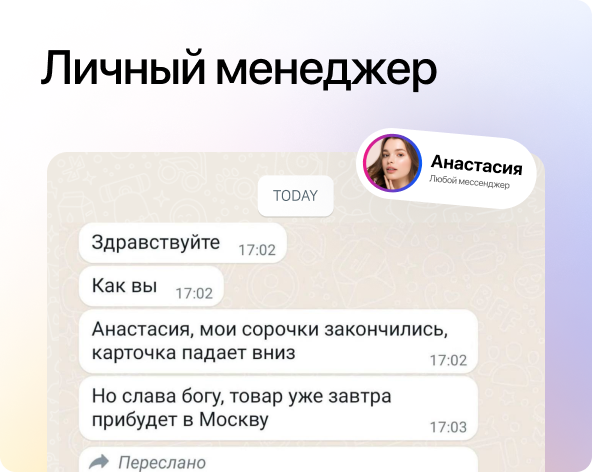 Личный менеджер
Анастасия
Любой мессенджер
TODAY
Здравствуйте 17:02
Как вы 17:02
Анастасия, мои сорочки закончились,
карточка падает вниз 17:02
Но слава богу, товар уже завтра
прибудет в Москву 17:03
Переслано